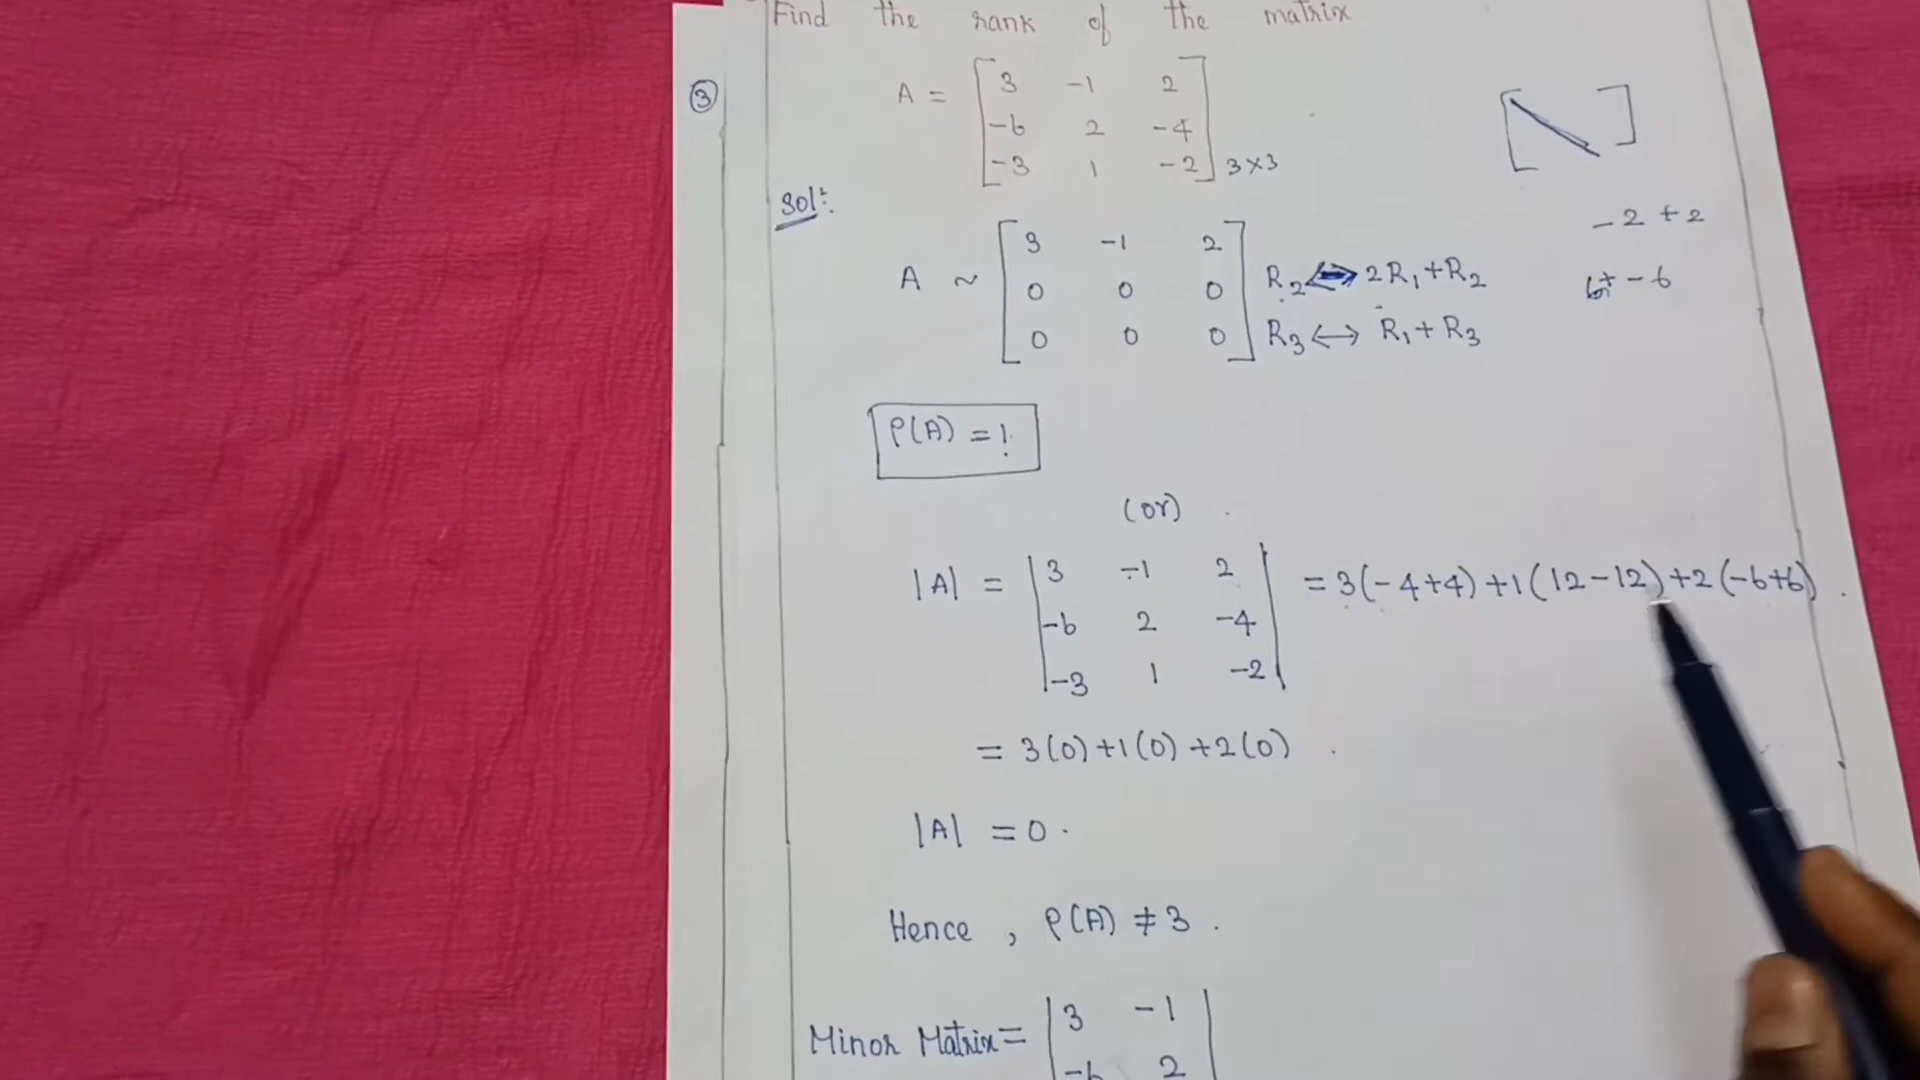 Find the rank of the matrix
③
A = [3 -1 2
-6 2 -4
-3 1 -2] 3×3
Sol:
-2+2
6+-6
A ~ [3 -1 2
0 0 0] R₂ ↔ 2R₁+R₂
0 0 0] R₃ ↔ R₁+R₃
ρ(A) = 1.
(or)
|A| = |3 -1 2| = 3(-4+4)+1(12-12)+2(-6+6).
-6 2 -4
-3 1 -2
= 3(0)+1(0)+2(0).
|A| = 0.
Hence, ρ(A) ≠ 3.
Minor Matrix = |3 -1|
-6 2